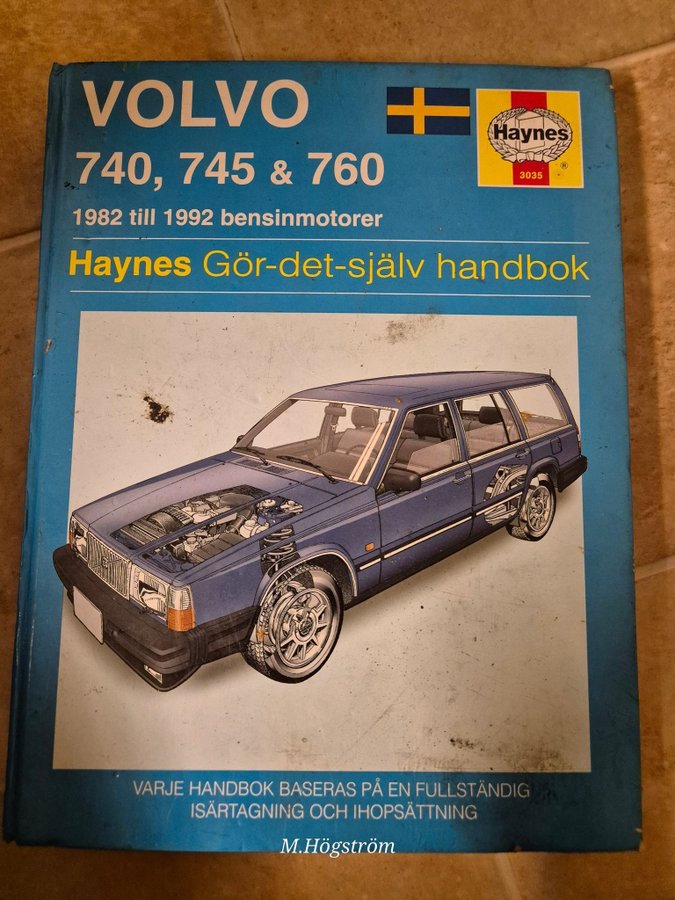 VOLVO
740, 745 & 760
1982 till 1992 bensinmotorer
Haynes
®
3035
Haynes Gör-det-själv handbok
VARJE HANDBOK BASERAS PÅ EN FULLSTÄNDIG
ISÄRTAGNING OCH IHOPSÄTTNING
M.Högström